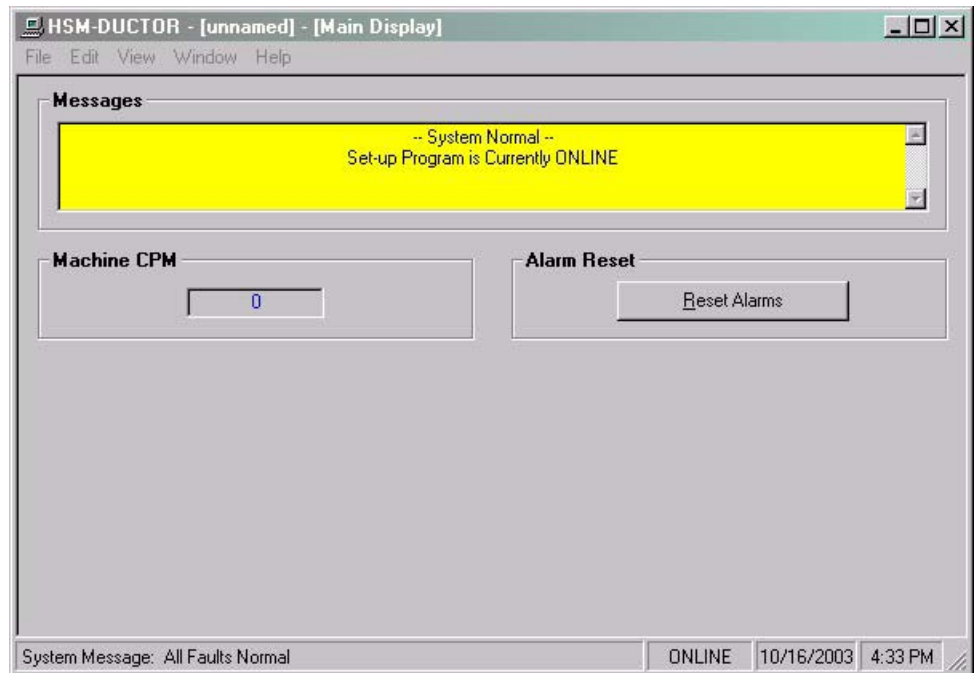 HSM-DUCTOR - [unnamed] - [Main Display]
File Edit View Window Help
Messages
-- System Normal --
Set-up Program is Currently ONLINE
Machine CPM
0
Alarm Reset
Reset Alarms
System Message: All Faults Normal
ONLINE
10/16/2003
4:33 PM